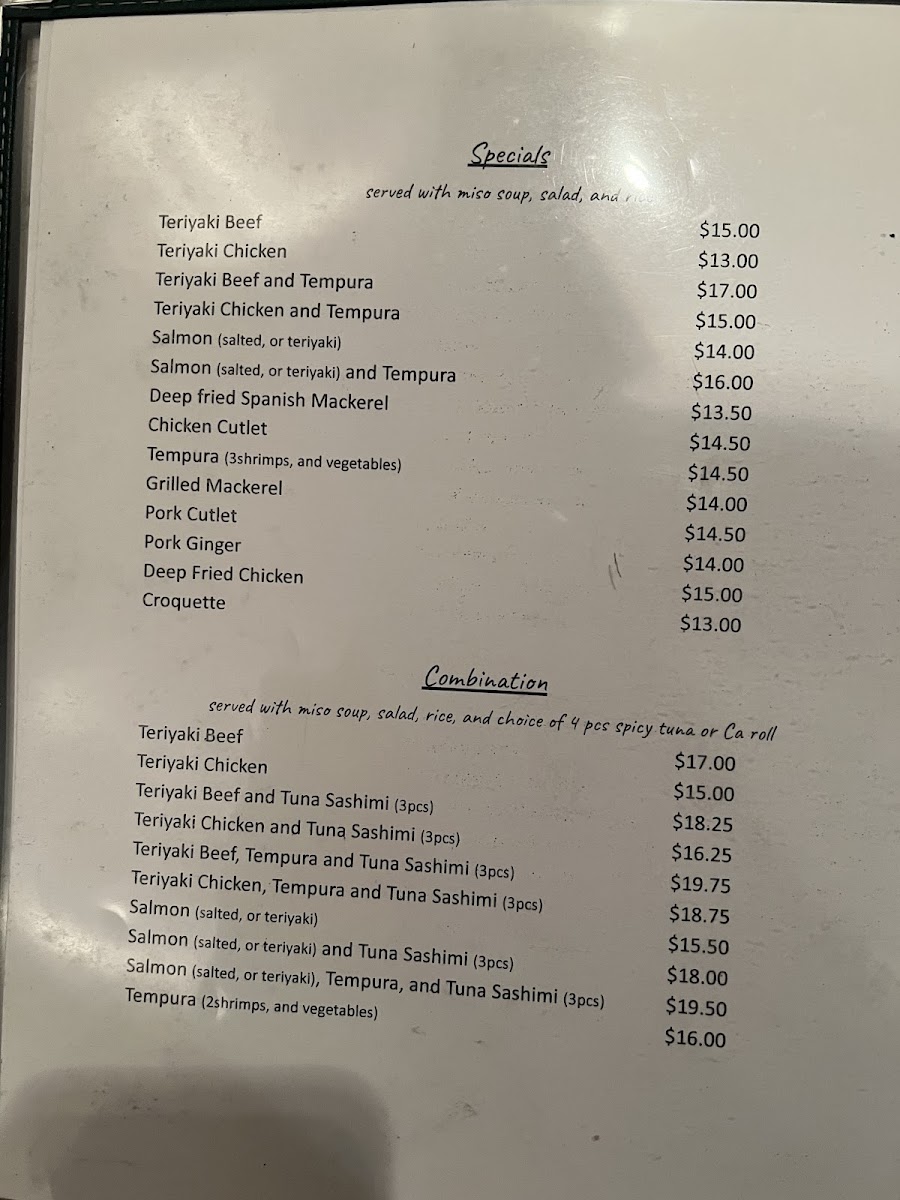 Specials
served with miso soup, salad, and
Teriyaki Beef $15.00
Teriyaki Chicken $13.00
Teriyaki Beef and Tempura $17.00
Teriyaki Chicken and Tempura $15.00
Salmon (salted, or teriyaki) $14.00
Salmon (salted, or teriyaki) and Tempura $16.00
Deep fried Spanish Mackerel $13.50
Chicken Cutlet $14.50
Tempura (3shrimps, and vegetables) $14.50
Grilled Mackerel $14.00
Pork Cutlet $14.50
Pork Ginger $14.00
Deep Fried Chicken $15.00
Croquette $13.00
Combination
served with miso soup, salad, rice, and choice of 4 pcs spicy tuna or Ca roll
Teriyaki Beef $17.00
Teriyaki Chicken $15.00
Teriyaki Beef and Tuna Sashimi (3pcs) $18.25
Teriyaki Chicken and Tuna Sashimi (3pcs) $16.25
Teriyaki Beef, Tempura and Tuna Sashimi (3pcs) $19.75
Teriyaki Chicken, Tempura and Tuna Sashimi (3pcs) $18.75
Salmon (salted, or teriyaki) $15.50
Salmon (salted, or teriyaki) and Tuna Sashimi (3pcs) $18.00
Salmon (salted, or teriyaki), Tempura, and Tuna Sashimi (3pcs) $19.50
Tempura (2shrimps, and vegetables) $16.00